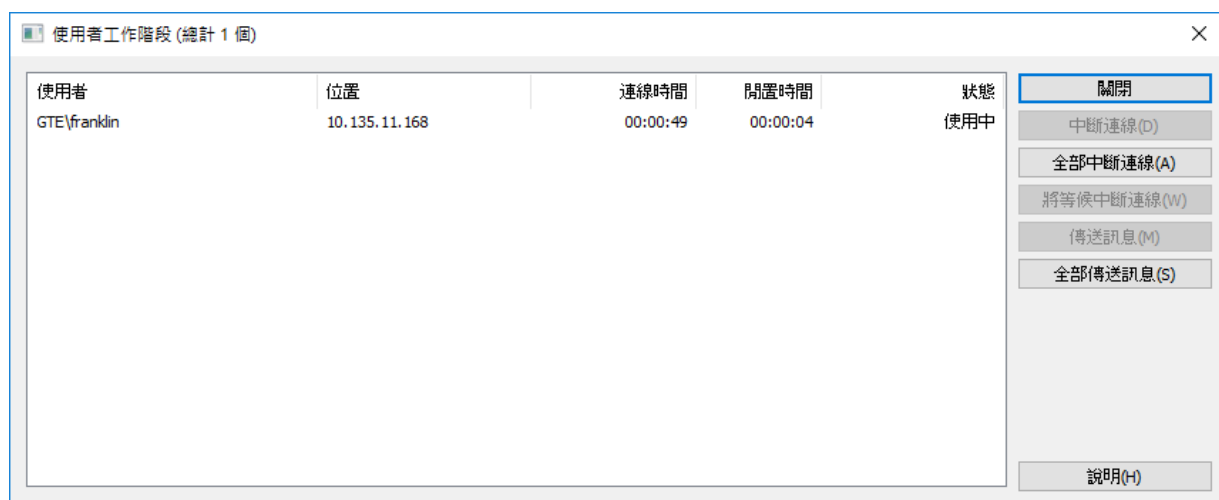 使用者工作階段 (總計 1 個)
使用者 位置 連線時間 閒置時間 狀態
GTE\franklin 10.135.11.168 00:00:49 00:00:04 使用中
關閉
中斷連線(D)
全部中斷連線(A)
將等候中斷連線(W)
傳送訊息(M)
全部傳送訊息(S)
說明(H)